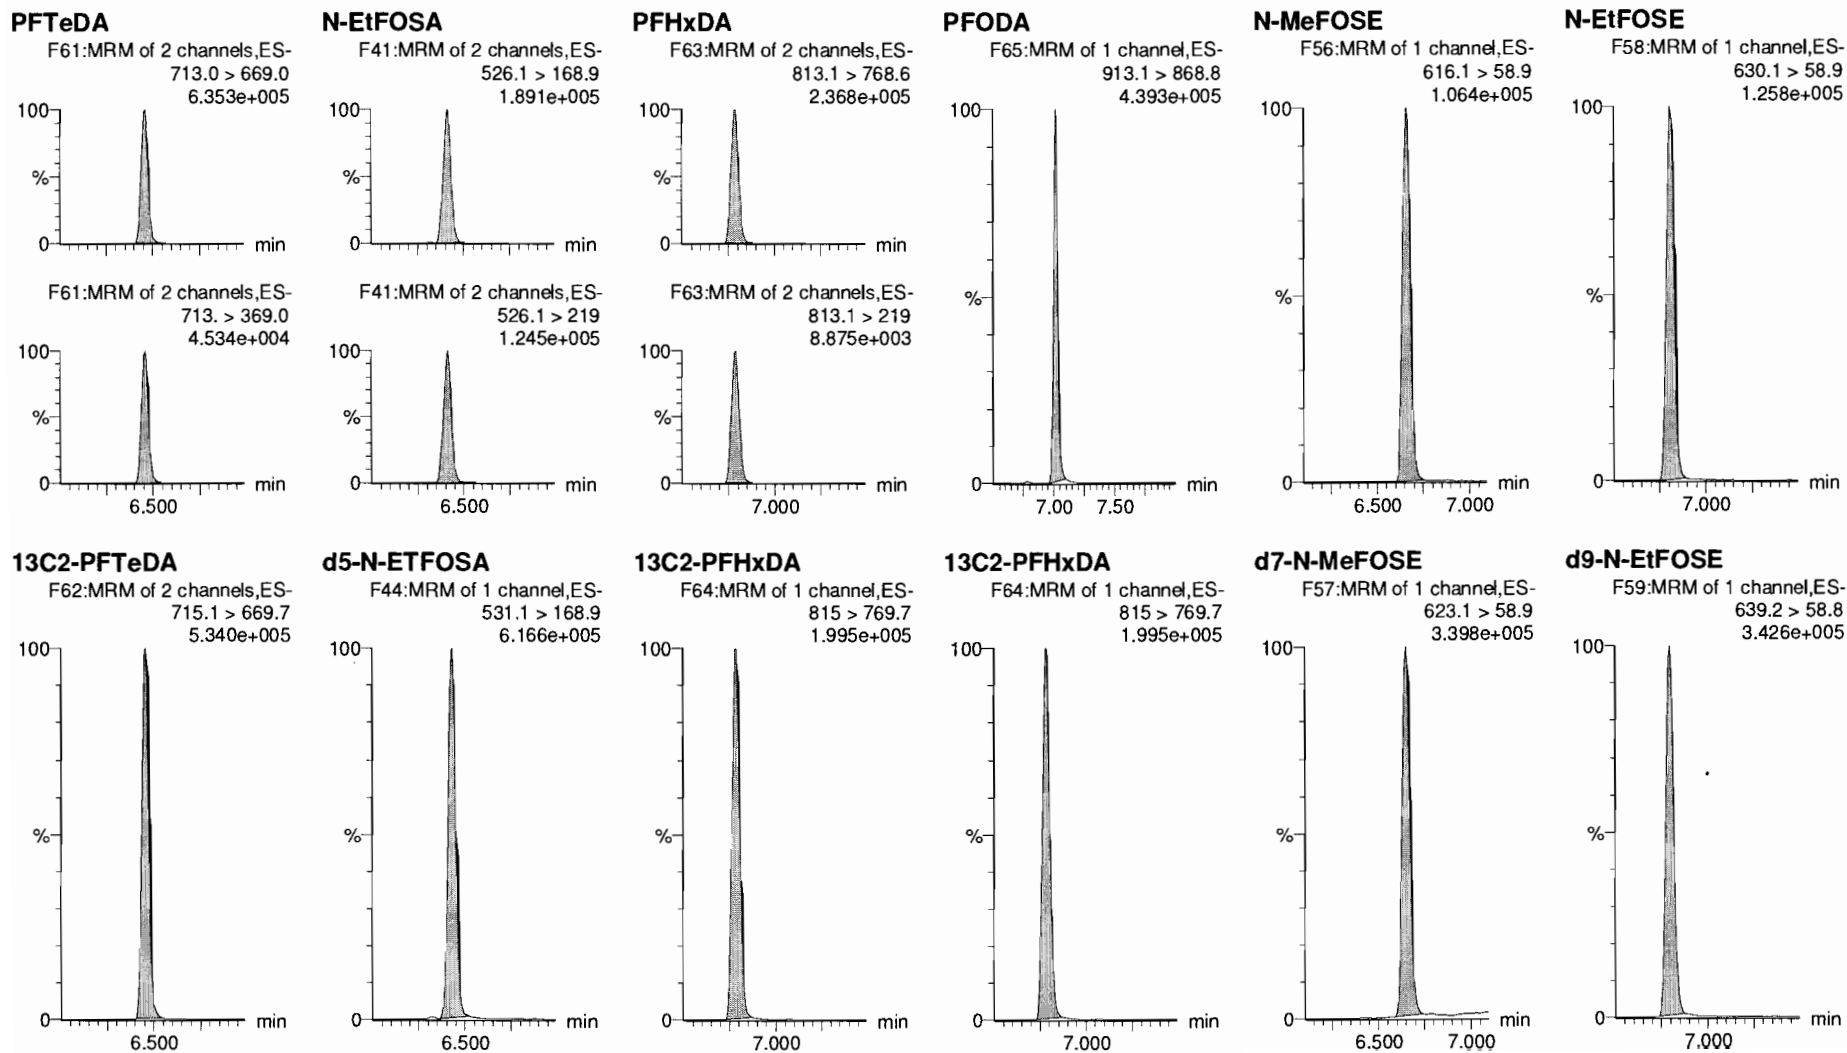 PFTeDA
F61:MRM of 2 channels,ES-
713.0 > 669.0
6.353e+005
100
%
0
min
F61:MRM of 2 channels,ES-
713. > 369.0
4.534e+004
100
%
0
min
6.500
N-EtFOSA
F41:MRM of 2 channels,ES-
526.1 > 168.9
1.891e+005
100
%
0
min
F41:MRM of 2 channels,ES-
526.1 > 219
1.245e+005
100
%
0
min
6.500
PFHxDA
F63:MRM of 2 channels,ES-
813.1 > 768.6
2.368e+005
100
%
0
min
F63:MRM of 2 channels,ES-
813.1 > 219
8.875e+003
100
%
0
min
7.000
PFODA
F65:MRM of 1 channel,ES-
913.1 > 868.8
4.393e+005
100
%
0
min
7.00 7.50
N-MeFOSE
F56:MRM of 1 channel,ES-
616.1 > 58.9
1.064e+005
100
%
0
min
6.500 7.000
N-EtFOSE
F58:MRM of 1 channel,ES-
630.1 > 58.9
1.258e+005
100
%
0
min
7.000
13C2-PFTeDA
F62:MRM of 2 channels,ES-
715.1 > 669.7
5.340e+005
100
%
0
min
6.500
d5-N-ETFOSA
F44:MRM of 1 channel,ES-
531.1 > 168.9
6.166e+005
100
%
0
min
6.500
13C2-PFHxDA
F64:MRM of 1 channel,ES-
815 > 769.7
1.995e+005
100
%
0
min
7.000
13C2-PFHxDA
F64:MRM of 1 channel,ES-
815 > 769.7
1.995e+005
100
%
0
min
7.000
d7-N-MeFOSE
F57:MRM of 1 channel,ES-
623.1 > 58.9
3.398e+005
100
%
0
min
6.500 7.000
d9-N-EtFOSE
F59:MRM of 1 channel,ES-
639.2 > 58.8
3.426e+005
100
%
0
min
7.000